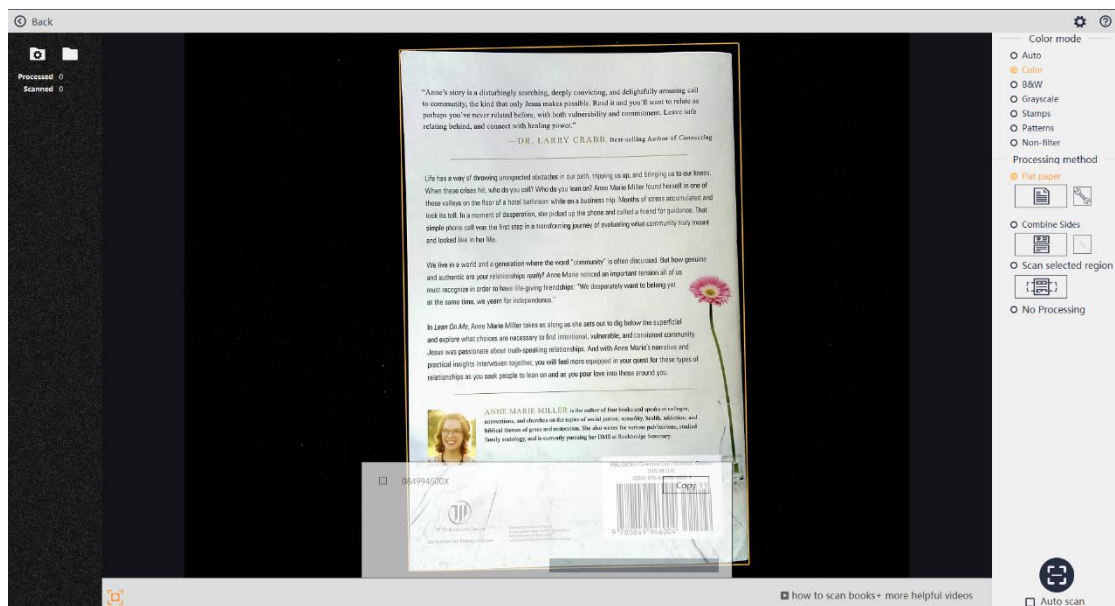 Back
Processed 0
Scanned 0
"Anne's story is a disturbingly searching, deeply convicting, and delightfully arousing call
to community, the kind that only Jesus makes possible. Read it and you'll want to relate as
perhaps you've never related before, with both vulnerability and commitment. Leave safe
relating behind, and connect with healing power."
—DR. LARRY CRABB, Best-selling Author of Connecting
Life has a way of throwing unexpected obstacles in our path, tripping us up, and bringing us to our knees.
When these crises hit, who do you call? Who do you lean on? Anne Marie Miller found herself in one of
those valleys on the floor of a hotel bathroom while on a business trip. Months of stress accumulated and
took its toll. In a moment of desperation, she picked up the phone and called a friend for guidance. That
simple phone call was the first step in a transforming journey of evaluating what community truly meant
and looked like in her life.
We live in a world and a generation where the word "community" is often discussed. But how genuine
and authentic are your relationships really? Anne Marie noticed an important tension all of us
must recognize in order to have life-giving friendships: "We desperately want to belong yet
at the same time, we yearn for independence."
In Lean On Me, Anne Marie Miller takes us along as she sets out to dig below the superficial
and explore what choices are necessary to find intentional, vulnerable, and consistent community.
Jesus was passionate about truth-speaking relationships. And with Anne Marie's narrative and
practical insights interwoven together, you will feel more equipped in your quest for these types of
relationships as you seek people to lean on and as you pour love into those around you.
ANNE MARIE MILLER is the author of four books and speaks at colleges,
conventions, and churches on the topics of social justice, sexuality, health, addiction, and
biblical themes of grace and restoration. She also writes for various publications, studied
family sociology, and is currently pursuing her DMS at Rockbridge Seminary.
084994600X
RELIGION / Christian Life / Spiritual Growth
Copy
9 780849 946004
W Publishing Group
how to scan books+ more helpful videos
Color mode
Auto
Color
B&W
Grayscale
Stamps
Patterns
Non-filter
Processing method
Flat paper
Combine Sides
Scan selected region
No Processing
Auto scan